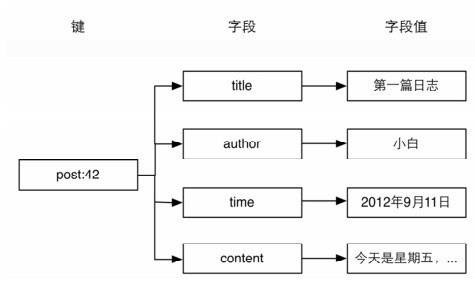 键 字段 字段值
title 第一篇日志
author 小白
post:42
time 2012年9月11日
content 今天是星期五，...